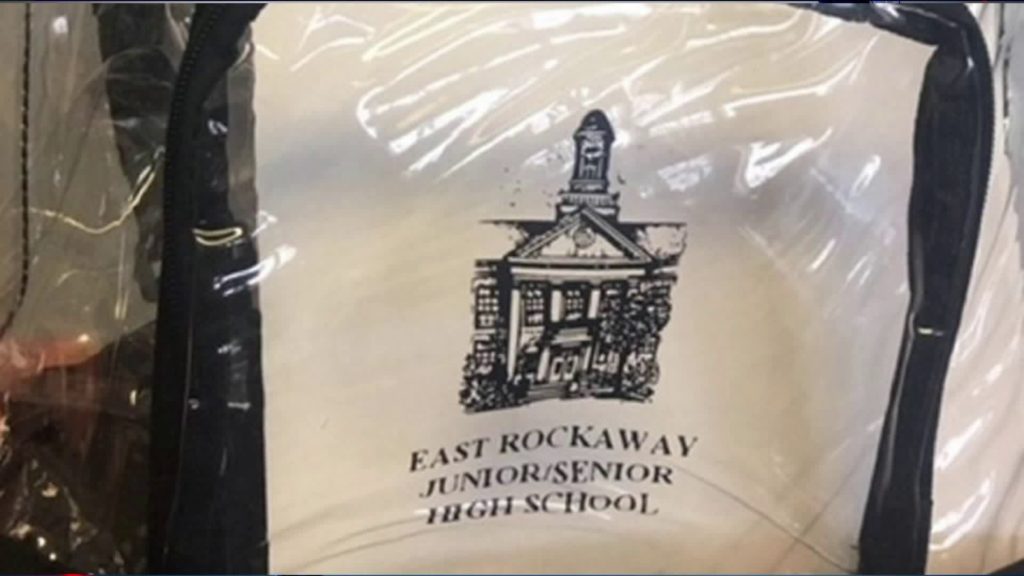 EAST ROCKAWAY
JUNIOR/SENIOR
HIGH SCHOOL